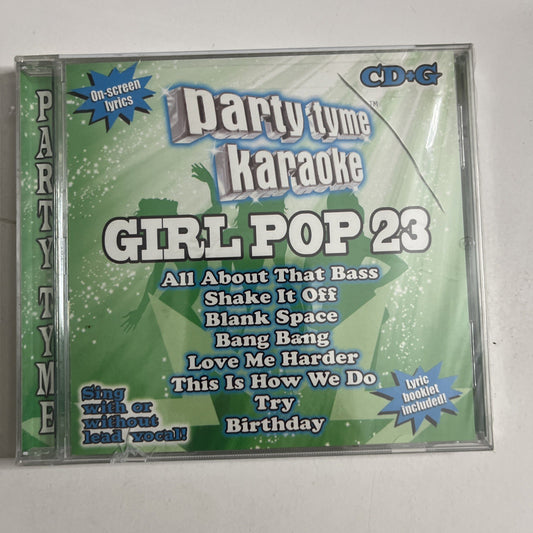 PARTY TYME
On-screen
lyrics
CD+G
party tyme
karaoke
TM
GIRL POP 23
All About That Bass
Shake It Off
Blank Space
Bang Bang
Love Me Harder
This Is How We Do
Try
Birthday
Sing
with or
without
lead vocal!
Lyric
booklet
included!